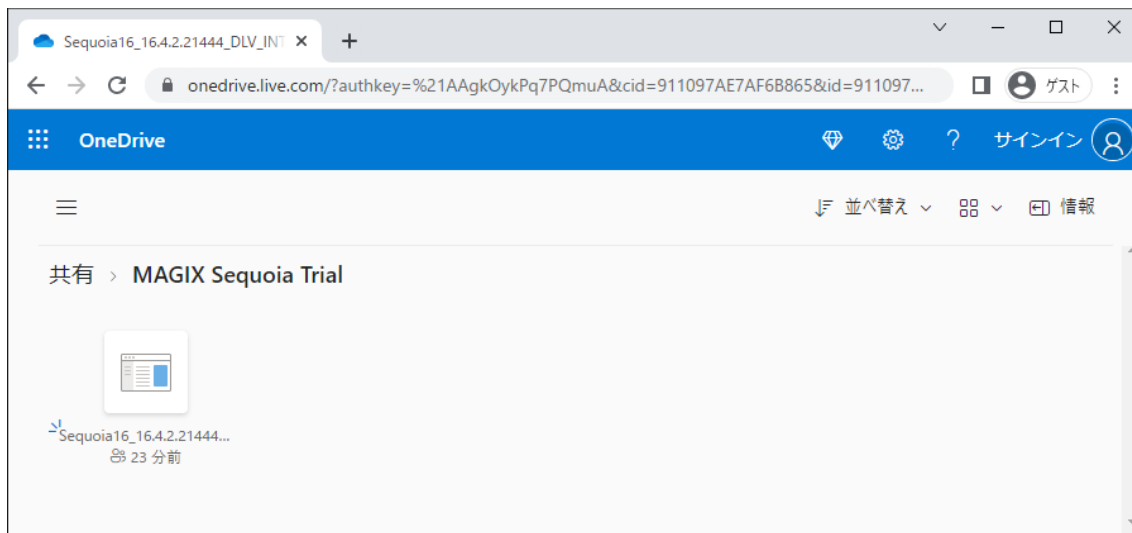 Sequoia16_16.4.2.21444_DLV_INT
onedrive.live.com/?authkey=%21AAgkOykPq7PQmuA&cid=911097AE7AF6B865&id=911097...
ゲスト
OneDrive
サインイン
並べ替え
情報
共有 > MAGIX Sequoia Trial
Sequoia16_16.4.2.21444...
23 分前